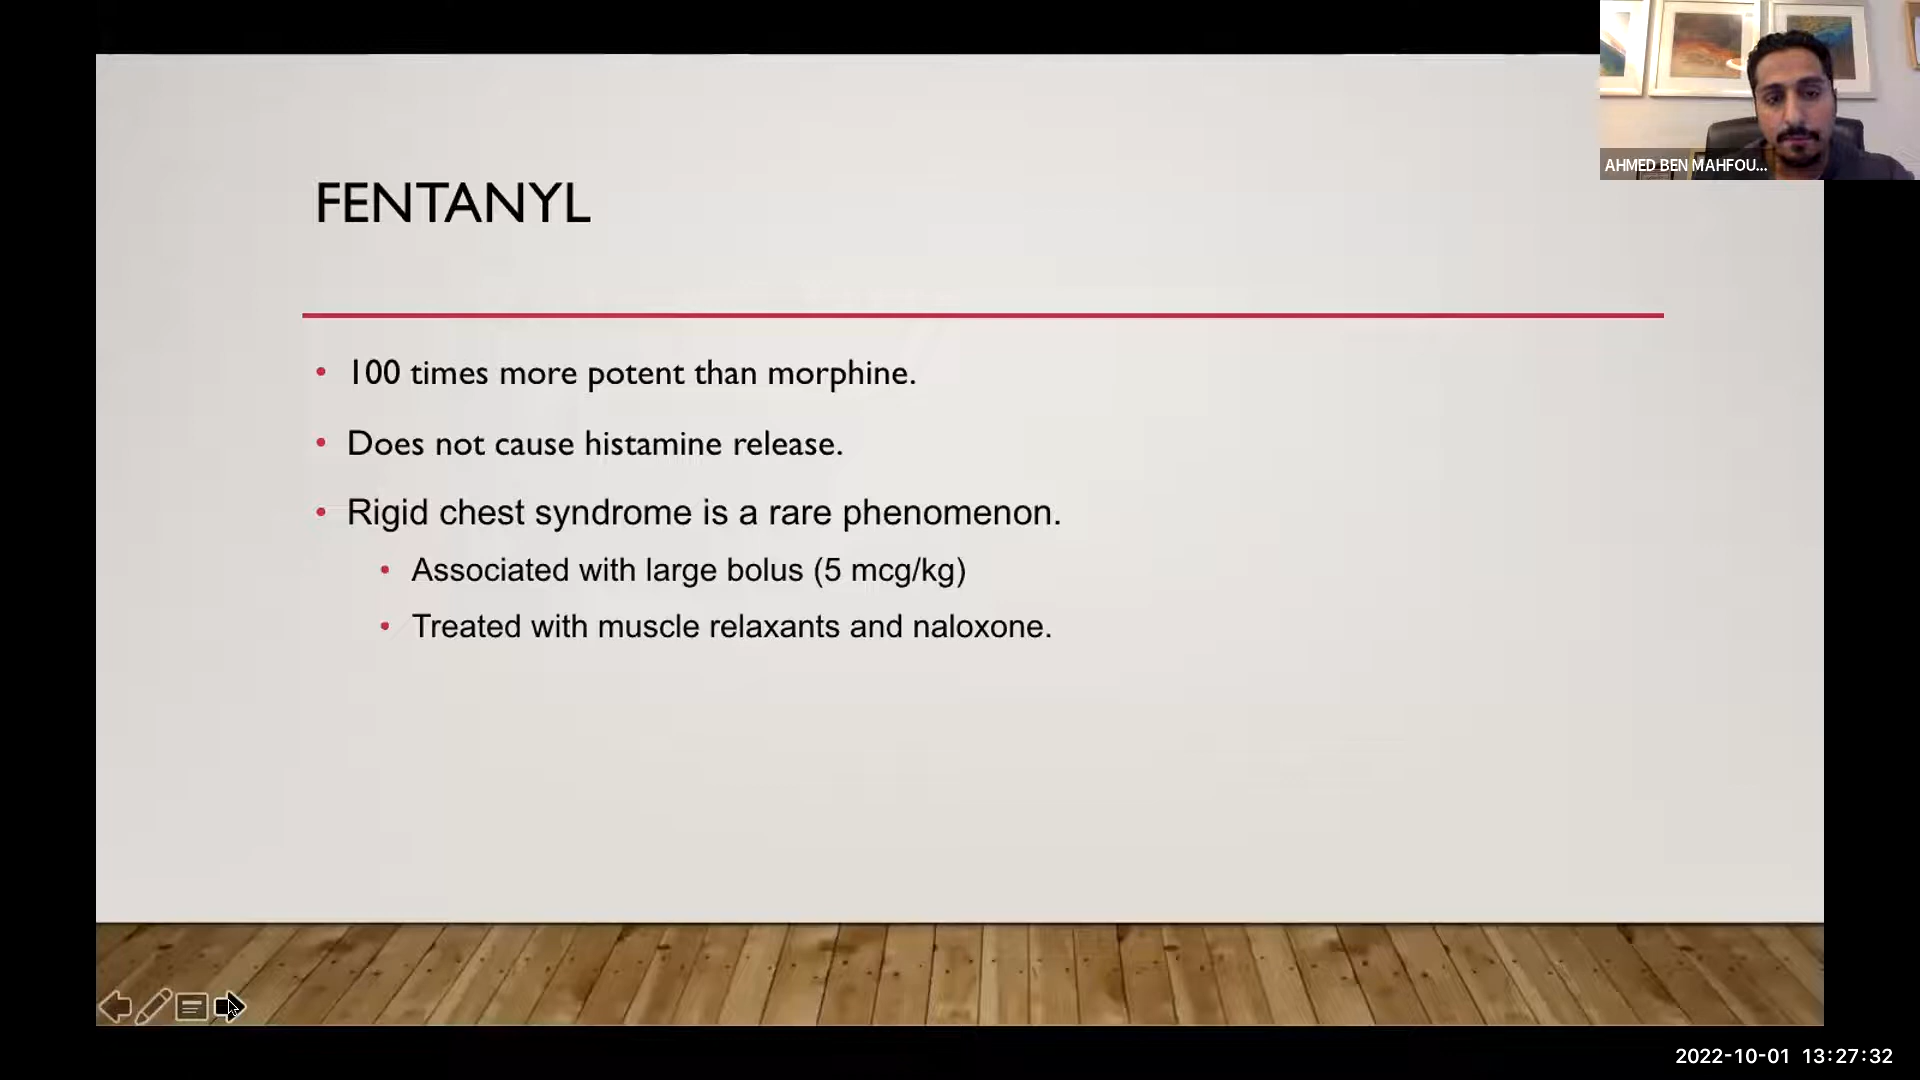 AHMED BEN MAHFOU...
FENTANYL
• 100 times more potent than morphine.
• Does not cause histamine release.
• Rigid chest syndrome is a rare phenomenon.
• Associated with large bolus (5 mcg/kg)
• Treated with muscle relaxants and naloxone.
2022-10-01 13:27:32